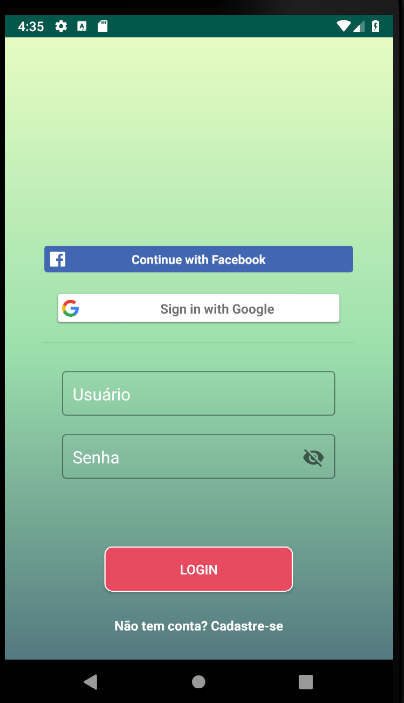 4:35
Continue with Facebook
Sign in with Google
Usuário
Senha
LOGIN
Não tem conta? Cadastre-se